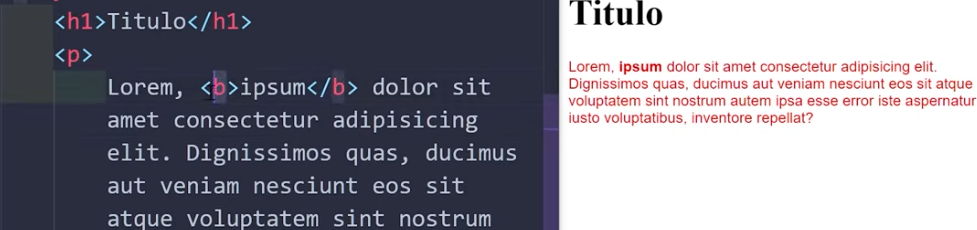 <h1>Titulo</h1>
<p>
Lorem, <b>ipsum</b> dolor sit
amet consectetur adipisicing
elit. Dignissimos quas, ducimus
aut veniam nesciunt eos sit
atque voluptatem sint nostrum
Titulo
Lorem, ipsum dolor sit amet consectetur adipisicing elit.
Dignissimos quas, ducimus aut veniam nesciunt eos sit atque
voluptatem sint nostrum autem ipsa esse error iste aspernatur
iusto voluptatibus, inventore repellat?